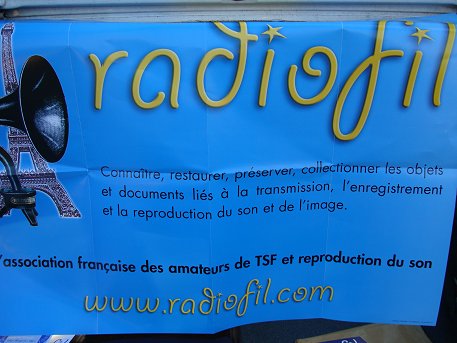 radiofil
Connaître, restaurer, préserver, collectionner les objets
et documents liés à la transmission, l'enregistrement
et la reproduction du son et de l'image.
'association française des amateurs de TSF et reproduction du son
www.radiofil.com